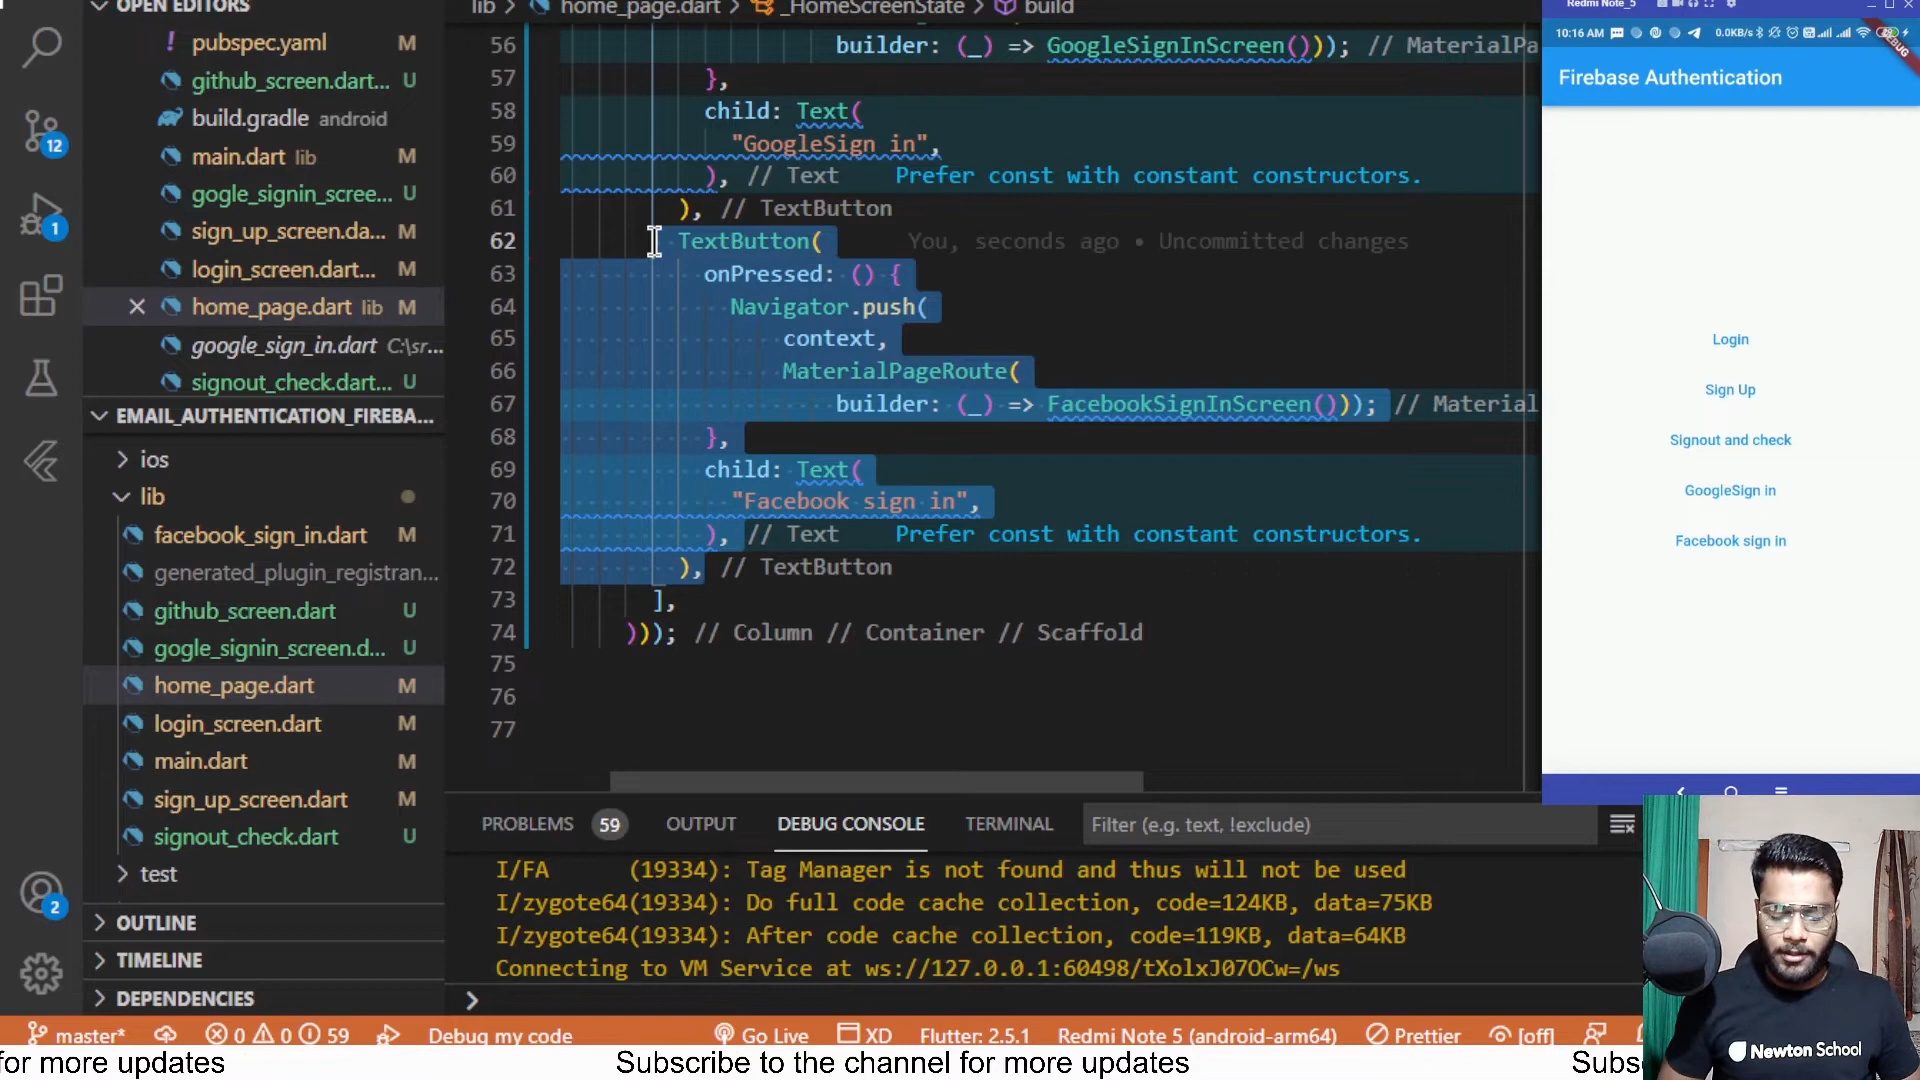 OPEN EDITORS
! pubspec.yaml M
github_screen.dart... U
build.gradle android
main.dart lib M
gogle_signin_scree... U
sign_up_screen.da... M
login_screen.dart... M
home_page.dart lib M
google_sign_in.dart C:\sr...
signout_check.dart... U
EMAIL_AUTHENTICATION_FIREBA...
ios
lib
facebook_sign_in.dart M
generated_plugin_registran...
github_screen.dart U
gogle_signin_screen.d... U
home_page.dart M
login_screen.dart M
main.dart M
sign_up_screen.dart M
signout_check.dart U
test
OUTLINE
TIMELINE
DEPENDENCIES
12
1
2
lib > home_page.dart > _HomeScreenState > build
56 builder: (_) => GoogleSignInScreen())); // MaterialPa
57 },
58 child: Text(
59 "GoogleSign in",
60 ), // Text Prefer const with constant constructors.
61 ), // TextButton
62 TextButton( You, seconds ago • Uncommitted changes
63 onPressed: () {
64 Navigator.push(
65 context,
66 MaterialPageRoute(
67 builder: (_) => FacebookSignInScreen())); // Material
68 },
69 child: Text(
70 "Facebook sign in",
71 ), // Text Prefer const with constant constructors.
72 ), // TextButton
73 ],
74 ))); // Column // Container // Scaffold
75
76
77
PROBLEMS 59 OUTPUT DEBUG CONSOLE TERMINAL Filter (e.g. text, !exclude)
I/FA (19334): Tag Manager is not found and thus will not be used
I/zygote64(19334): Do full code cache collection, code=124KB, data=75KB
I/zygote64(19334): After code cache collection, code=119KB, data=64KB
Connecting to VM Service at ws://127.0.0.1:60498/tXolxJ07OCw=/ws
Redmi Note_5
10:16 AM 0.0KB/s
Firebase Authentication
Login
Sign Up
Signout and check
GoogleSign in
Facebook sign in
Newton School
master* 0 0 59 Debug my code Go Live XD Flutter: 2.5.1 Redmi Note 5 (android-arm64) Prettier [off]
for more updates Subscribe to the channel for more updates Subs